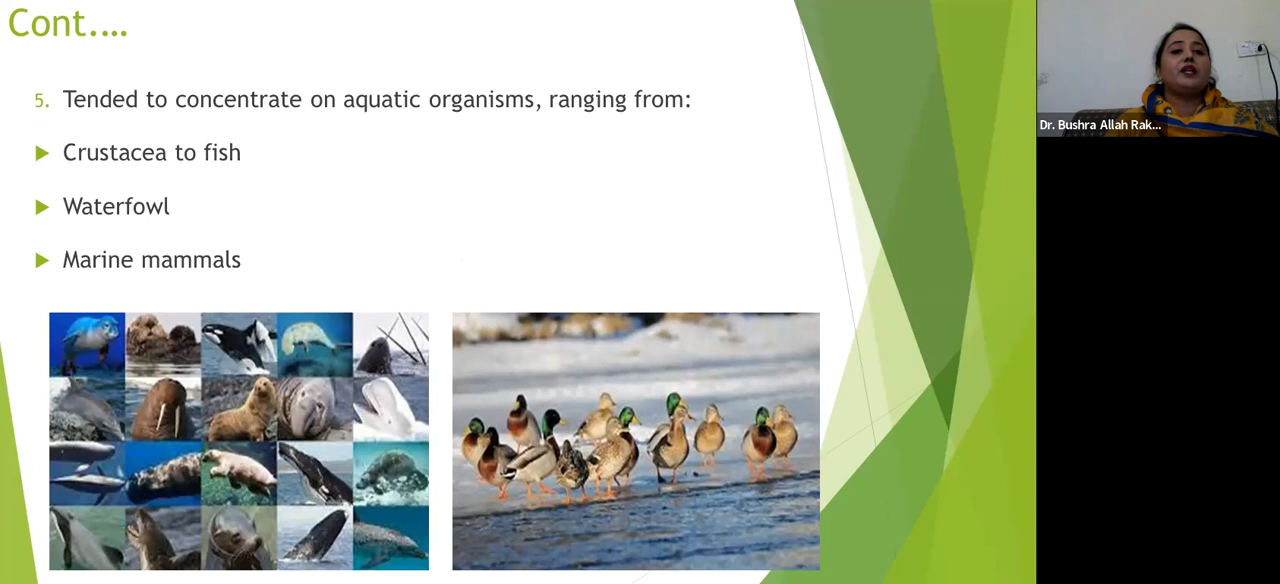 Cont.…
5. Tended to concentrate on aquatic organisms, ranging from:
Crustacea to fish
Waterfowl
Marine mammals
Dr. Bushra Allah Rak...